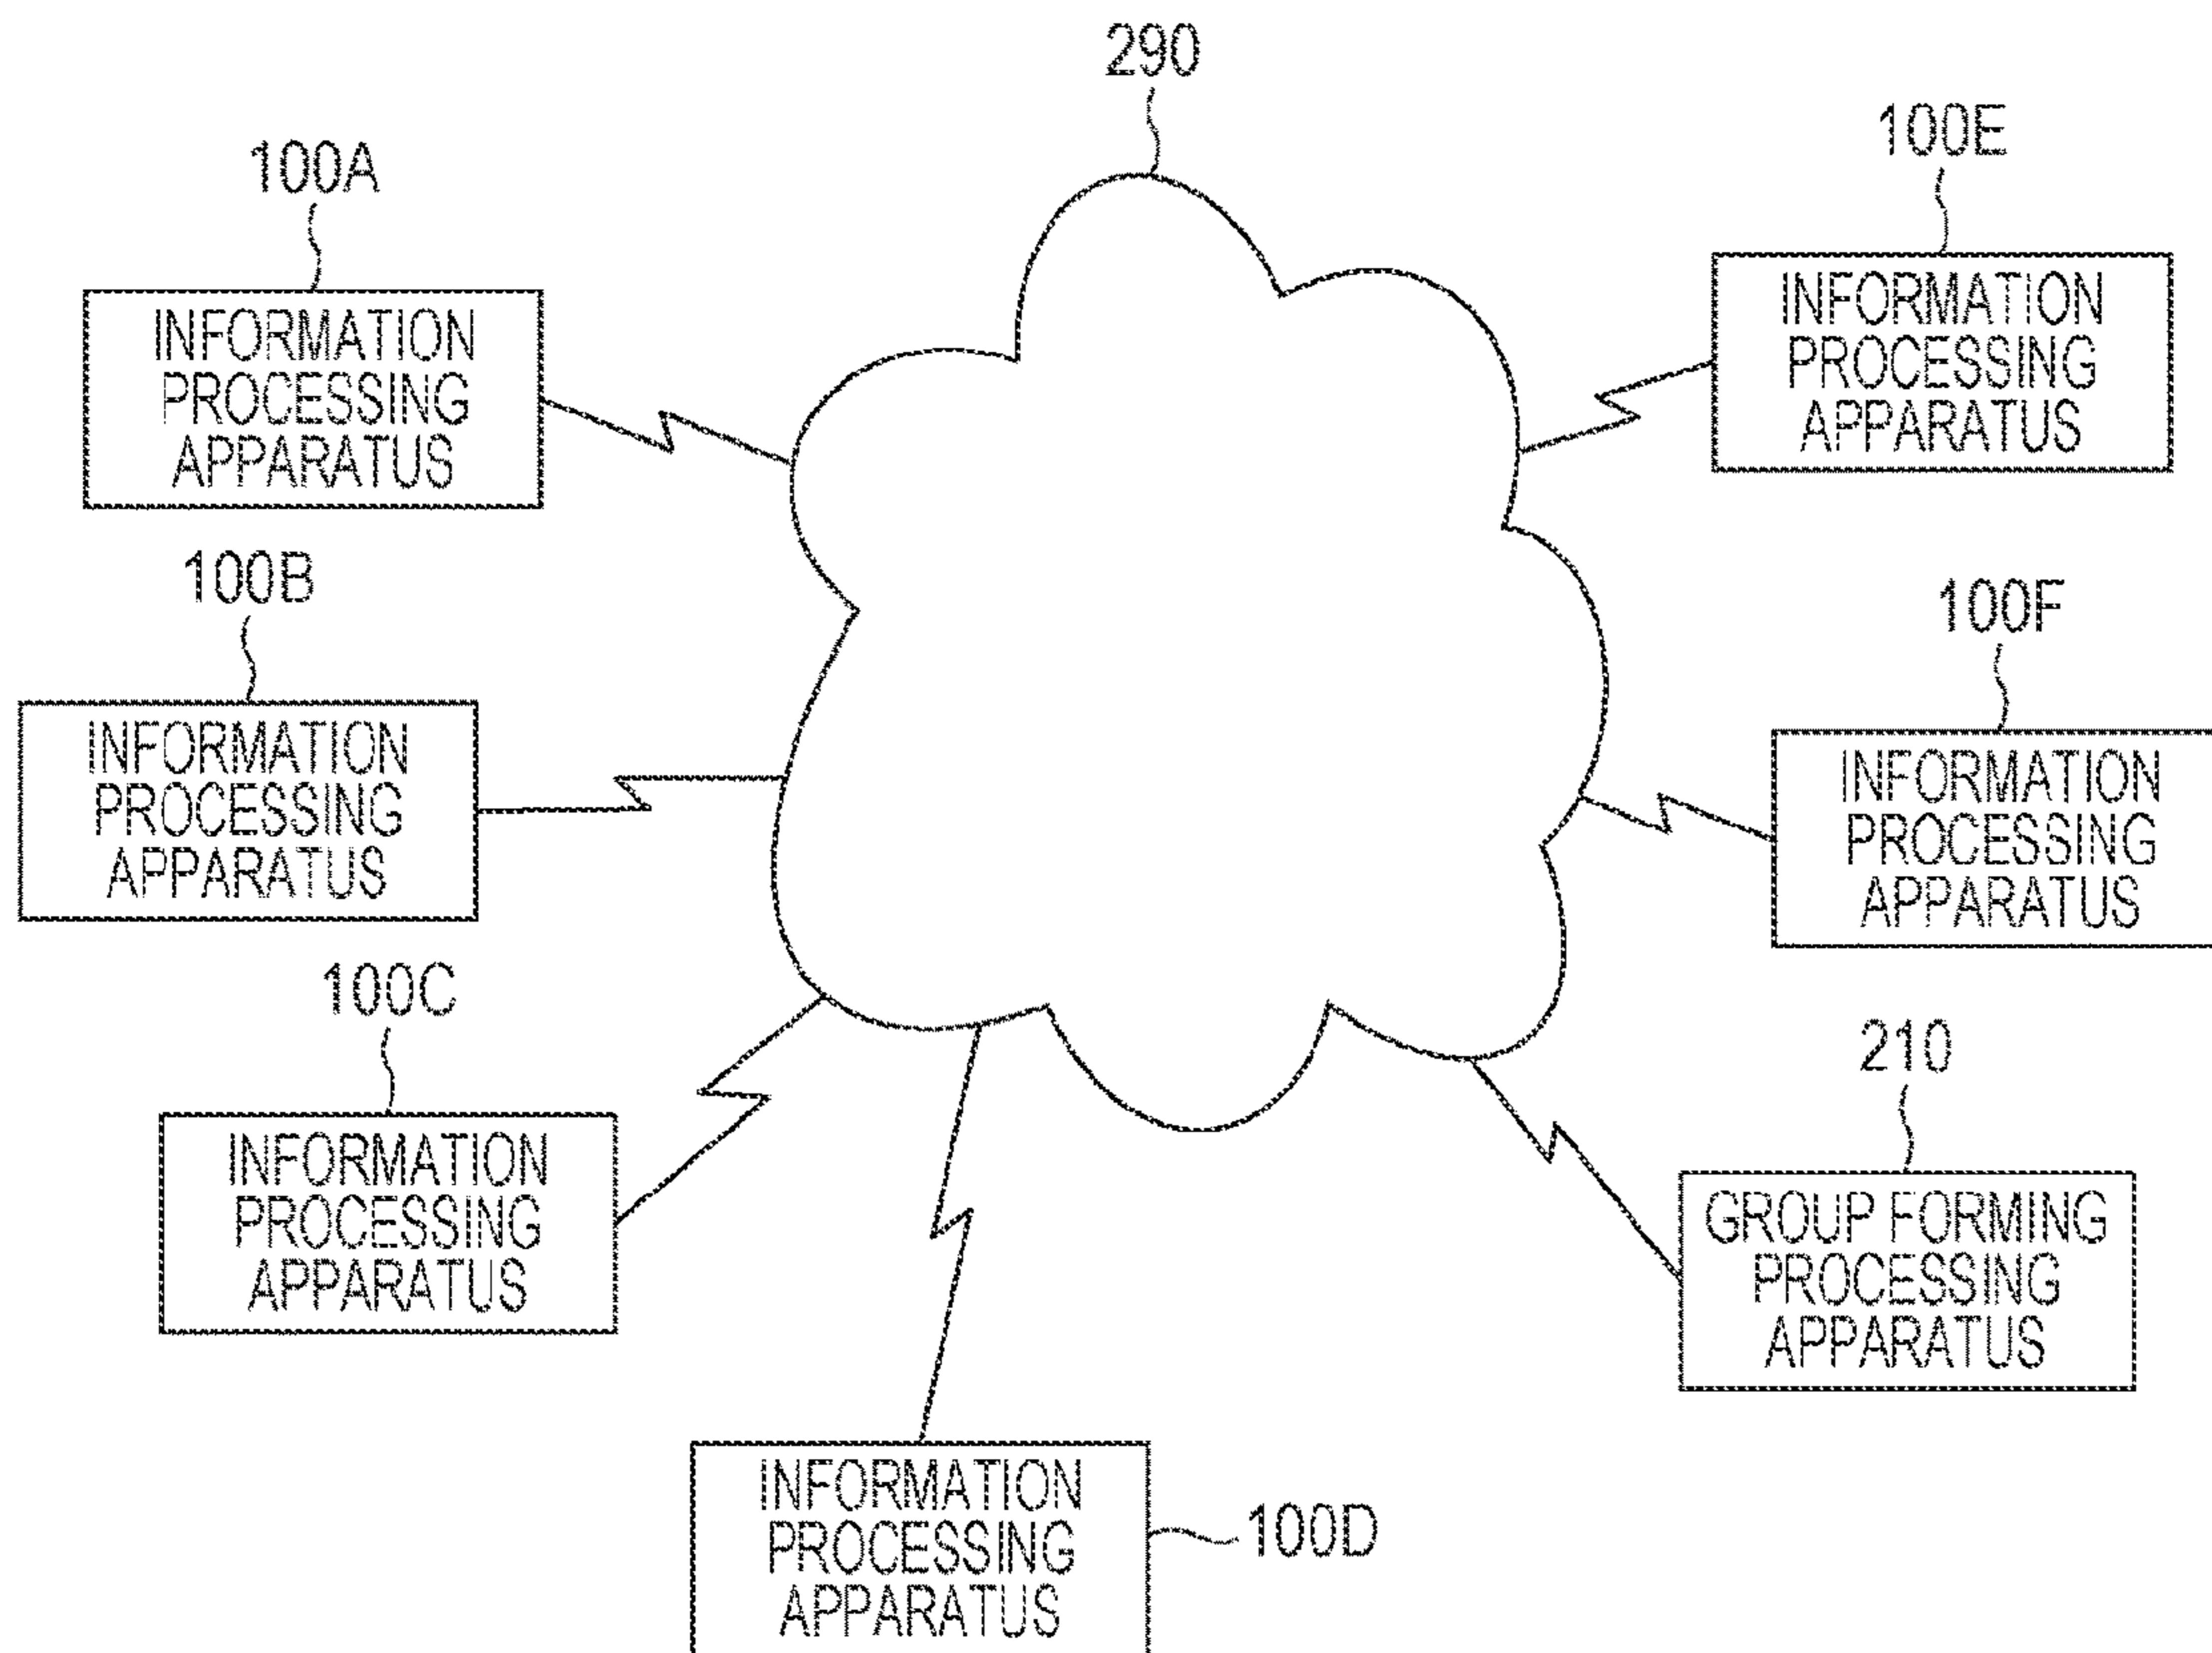 290
100A
INFORMATION
PROCESSING
APPARATUS
100E
INFORMATION
PROCESSING
APPARATUS
100B
INFORMATION
PROCESSING
APPARATUS
100F
INFORMATION
PROCESSING
APPARATUS
100C
INFORMATION
PROCESSING
APPARATUS
210
GROUP FORMING
PROCESSING
APPARATUS
INFORMATION
PROCESSING
APPARATUS
100D